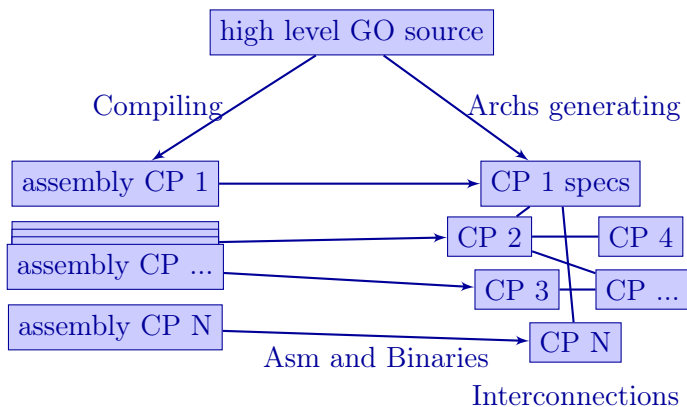 high level GO source
Compiling
Archs generating
assembly CP 1
CP 1 specs
CP 2
CP 4
assembly CP ...
CP 3
CP ...
assembly CP N
CP N
Asm and Binaries
Interconnections